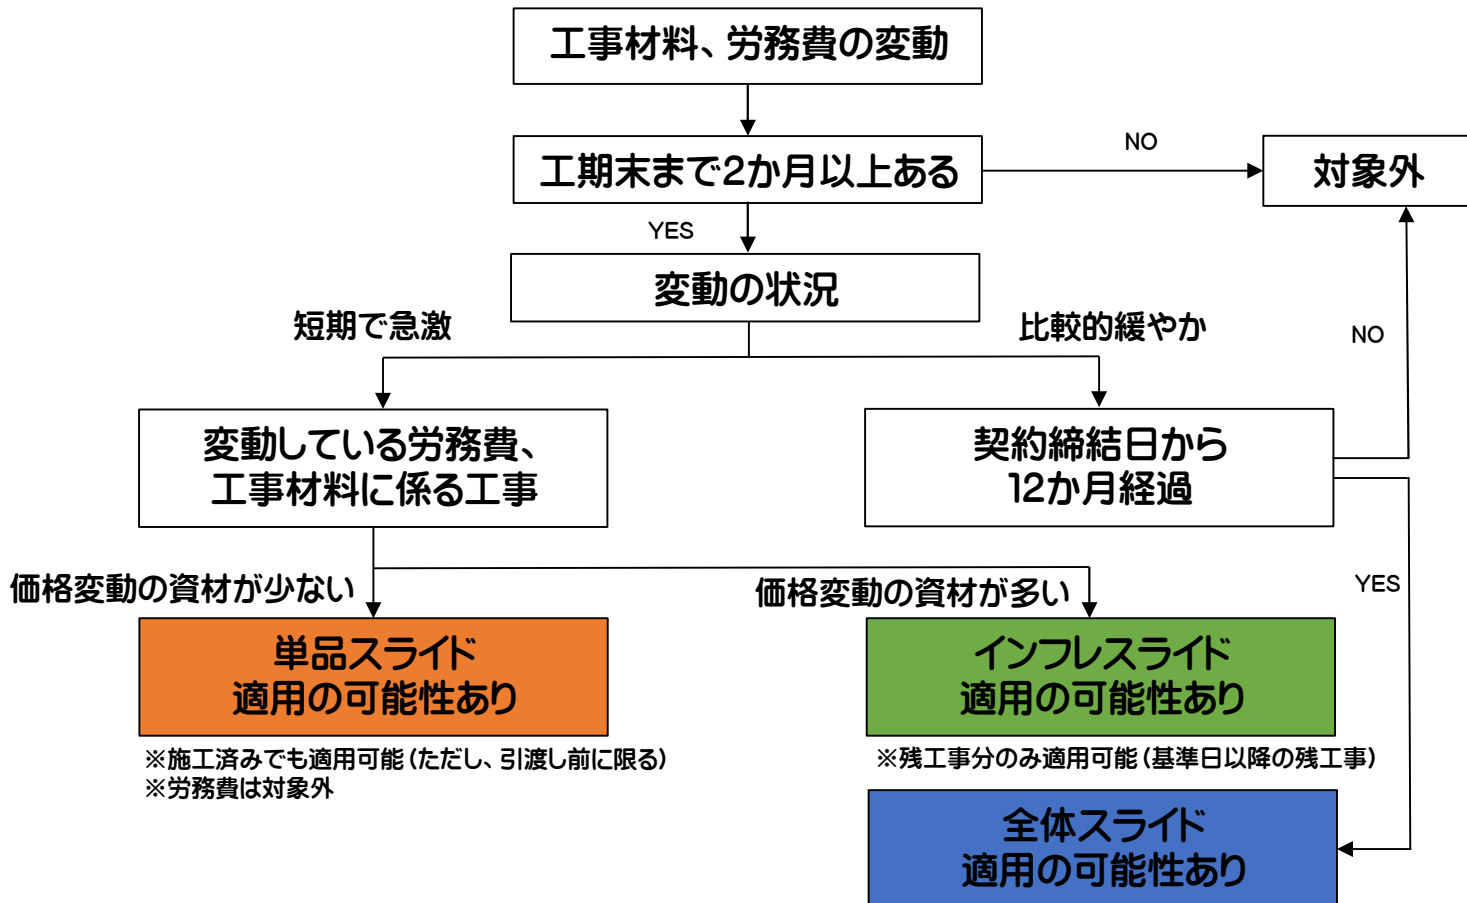 工事材料、労務費の変動
工期末まで2か月以上ある
NO
対象外
YES
変動の状況
短期で急激
比較的緩やか
NO
変動している労務費、
工事材料に係る工事
契約締結日から
12か月経過
価格変動の資材が少ない
価格変動の資材が多い
YES
単品スライド
適用の可能性あり
インフレスライド
適用の可能性あり
※施工済みでも適用可能(ただし、引渡し前に限る)
※労務費は対象外
※残工事分のみ適用可能(基準日以降の残工事)
全体スライド
適用の可能性あり